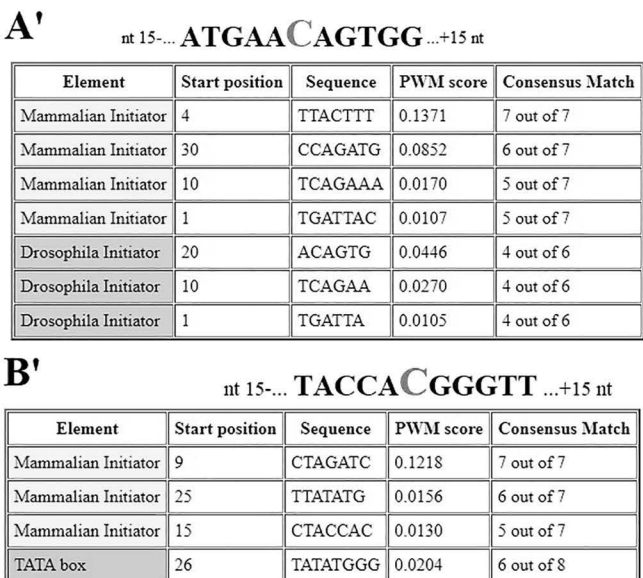 A'
nt 15-... ATGAACAGTGG ...+15 nt
Element Start position Sequence PWM score Consensus Match
Mammalian Initiator 4 TTACTTT 0.1371 7 out of 7
Mammalian Initiator 30 CCAGATG 0.0852 6 out of 7
Mammalian Initiator 10 TCAGAAA 0.0170 5 out of 7
Mammalian Initiator 1 TGATTAC 0.0107 5 out of 7
Drosophila Initiator 20 ACAGTG 0.0446 4 out of 6
Drosophila Initiator 10 TCAGAA 0.0270 4 out of 6
Drosophila Initiator 1 TGATTA 0.0105 4 out of 6
B'
nt 15-... TACCACGGGTT ...+15 nt
Element Start position Sequence PWM score Consensus Match
Mammalian Initiator 9 CTAGATC 0.1218 7 out of 7
Mammalian Initiator 25 TTATATG 0.0156 6 out of 7
Mammalian Initiator 15 CTACCAC 0.0130 5 out of 7
TATA box 26 TATATGGG 0.0204 6 out of 8